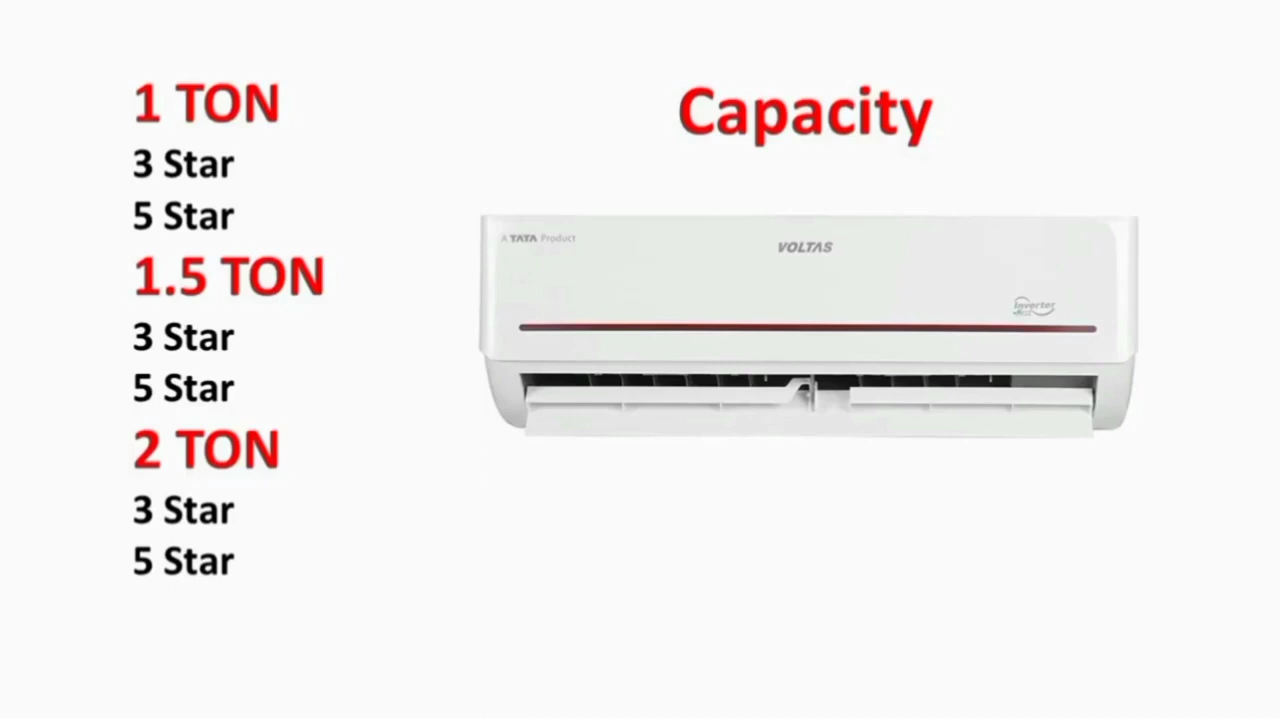 1 TON
3 Star
5 Star
1.5 TON
3 Star
5 Star
2 TON
3 Star
5 Star
Capacity
A TATA Product
VOLTAS
Inverter